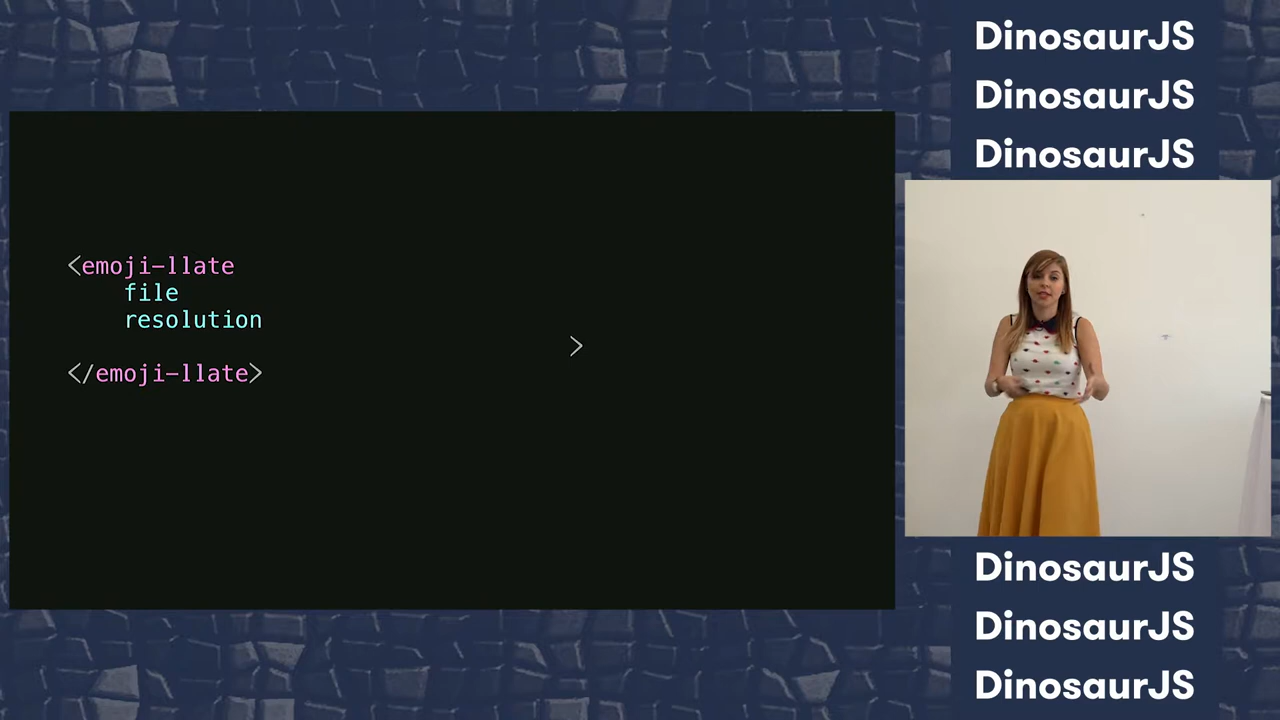 DinosaurJS
DinosaurJS
DinosaurJS
<emoji-llate
file
resolution
>
</emoji-llate>
DinosaurJS
DinosaurJS
DinosaurJS